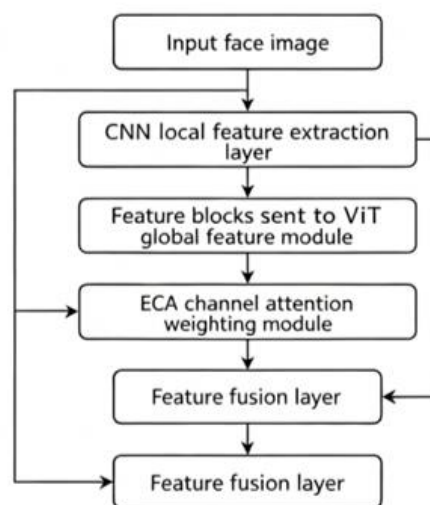 Input face image
CNN local feature extraction
layer
Feature blocks sent to ViT
global feature module
ECA channel attention
weighting module
Feature fusion layer
Feature fusion layer